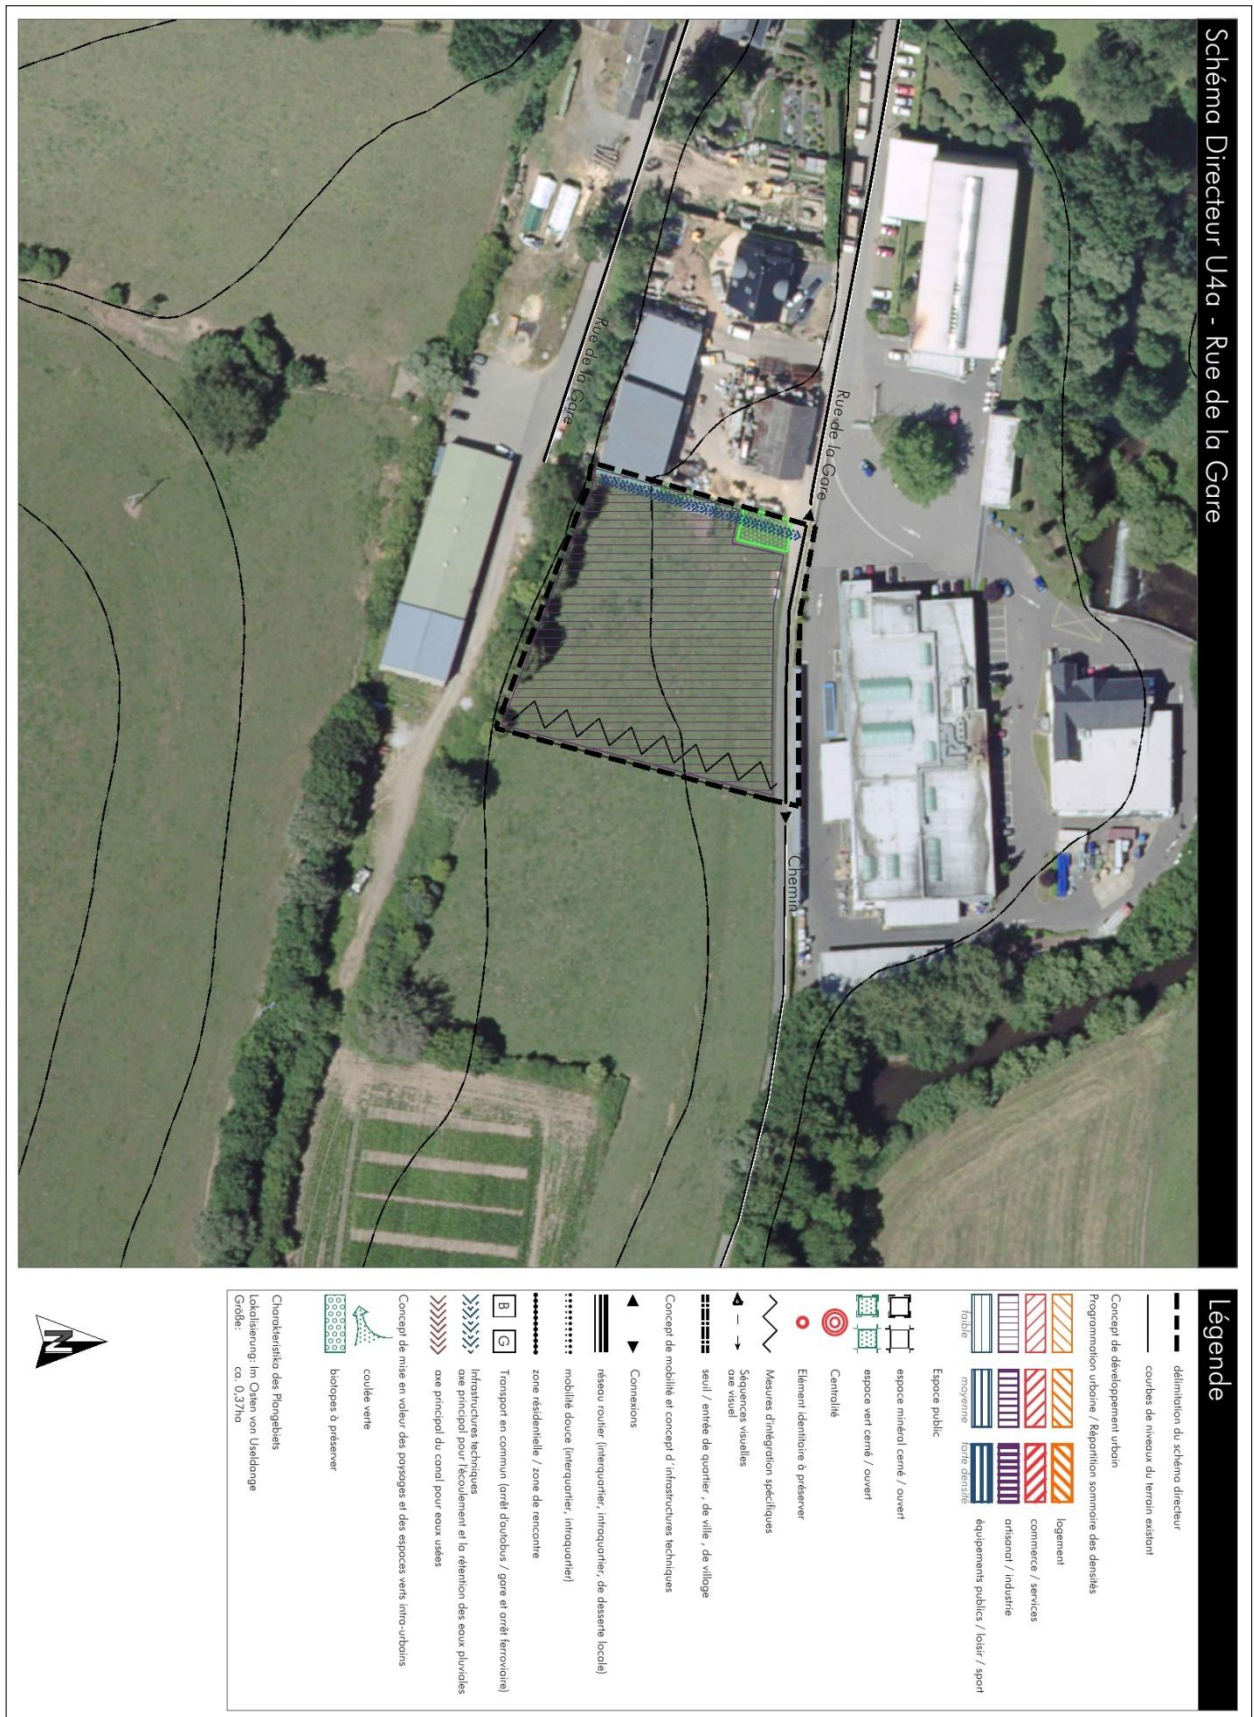 Schéma Directeur U4a - Rue de la Gare
Rue de la Gare
Rue de la Gare
Chemin
Légende
délimitation du schéma directeur
courbes de niveaux du terrain existant
Concept de développement urbain
Programmation urbaine / Répartition sommaire des densités
logement
commerce / services
artisanat / industrie
équipements publics / loisir / sport
faible
moyenne
forte densité
Espace public
espace minéral cerné / ouvert
espace vert cerné / ouvert
Centralité
Elément identitaire à préserver
Mesures d'intégration spécifiques
Séquences visuelles
axe visuel
seuil / entrée de quartier , de ville , de village
Concept de mobilité et concept d'infrastructures techniques
Connexions
réseau routier (interquartier, intraquartier, de desserte locale)
mobilité douce (interquartier, intraquartier)
zone résidentielle / zone de rencontre
B G Transport en commun (arrêt d'autobus / gare et arrêt ferroviaire)
Infrastructures techniques
axe principal pour l'écoulement et la rétention des eaux pluviales
axe principal du canal pour eaux usées
Concept de mise en valeur des paysages et des espaces verts intra-urbains
coulée verte
biotopes à préserver
Charakteristika des Plangebiets
Lokalisierung: Im Osten von Useldange
Größe: ca. 0,37ha
N